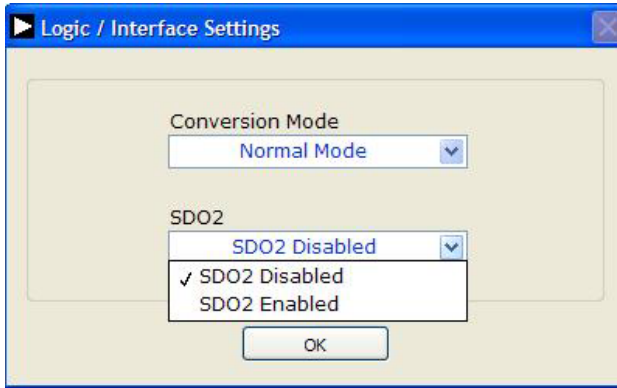 Logic / Interface Settings
Conversion Mode
Normal Mode
SDO2
SDO2 Disabled
SDO2 Disabled
SDO2 Enabled
OK